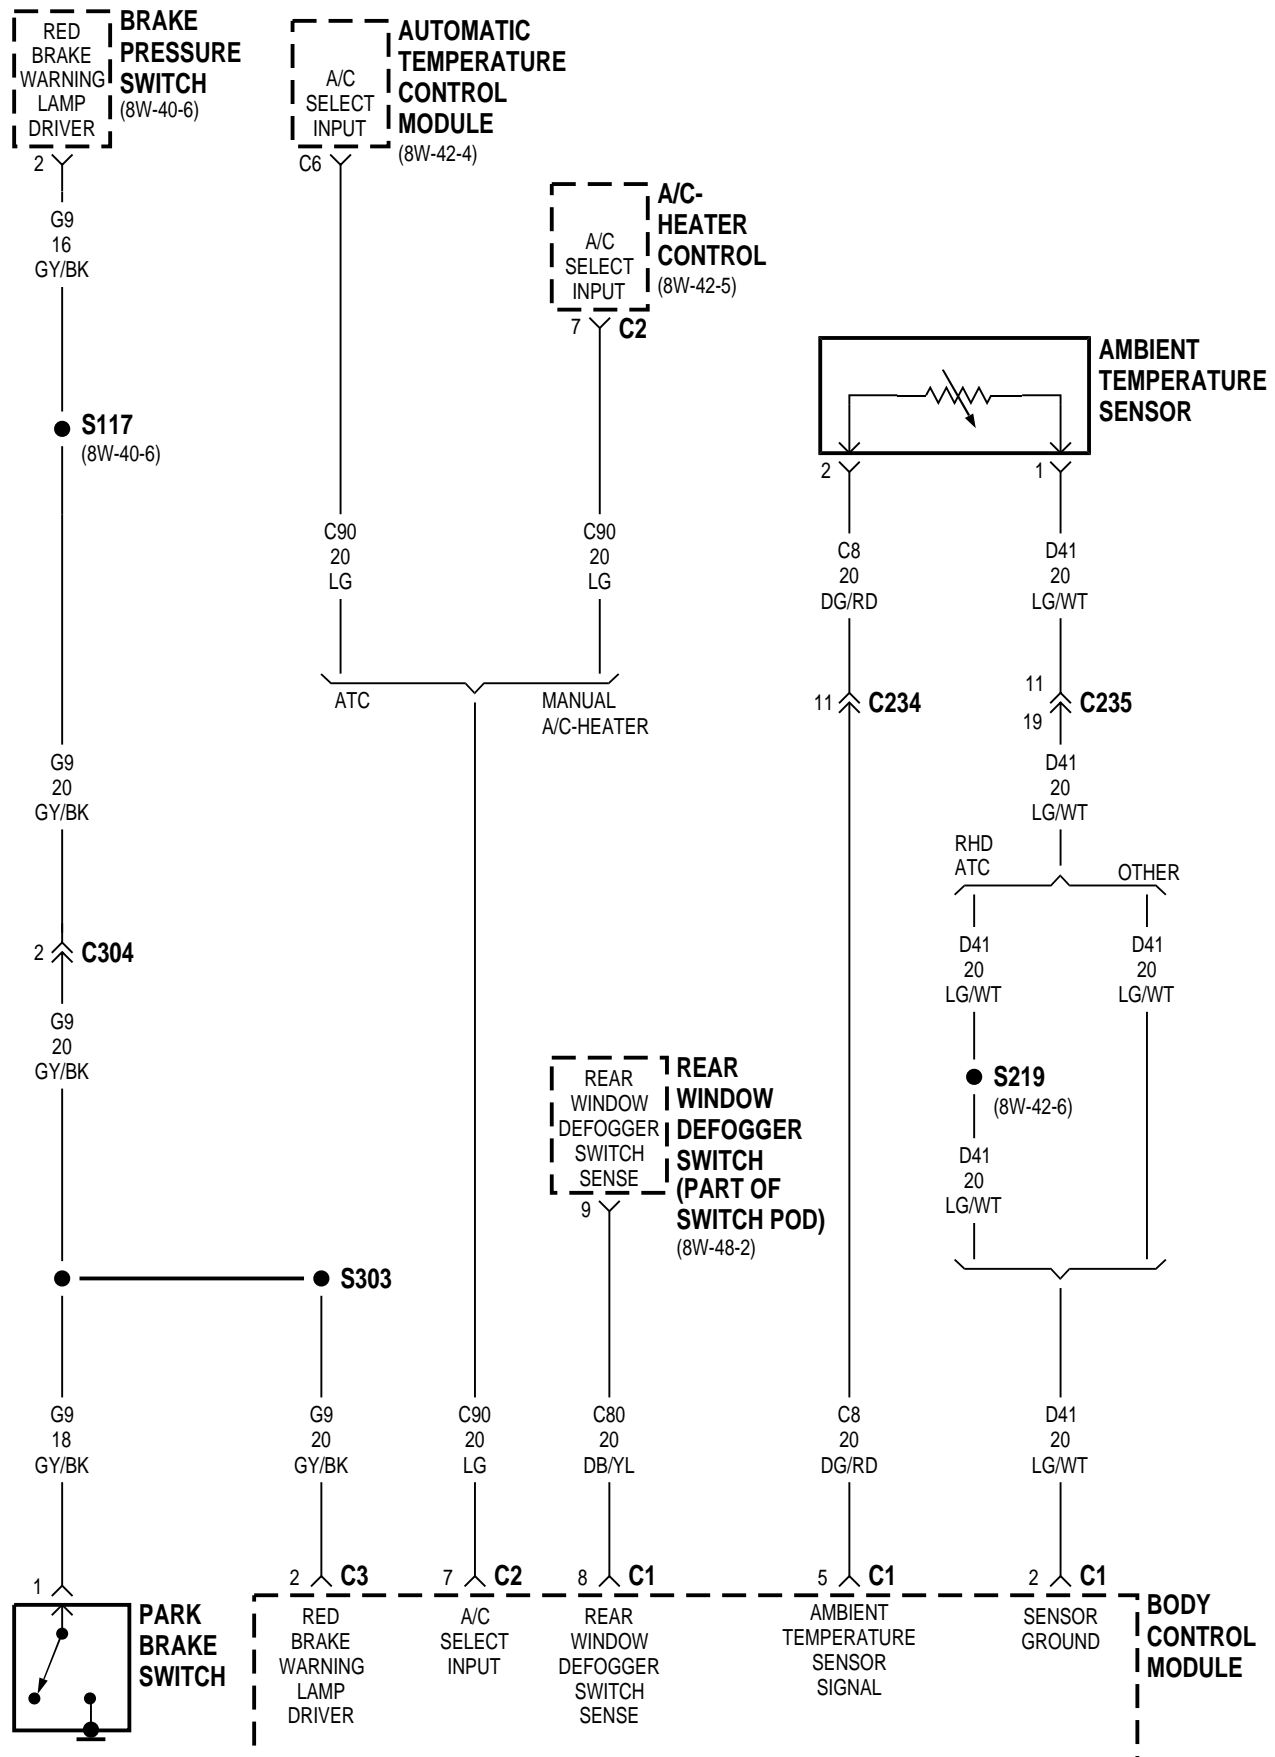 RED
BRAKE
WARNING
LAMP
DRIVER
BRAKE
PRESSURE
SWITCH
(8W-40-6)
2
G9
16
GY/BK
S117
(8W-40-6)
G9
20
GY/BK
2
C304
G9
20
GY/BK
S303
G9
18
GY/BK
1
PARK
BRAKE
SWITCH
A/C
SELECT
INPUT
AUTOMATIC
TEMPERATURE
CONTROL
MODULE
(8W-42-4)
C6
C90
20
LG
ATC
A/C
SELECT
INPUT
A/C-
HEATER
CONTROL
(8W-42-5)
7
C2
C90
20
LG
MANUAL
A/C-HEATER
AMBIENT
TEMPERATURE
SENSOR
2
1
C8
20
DG/RD
D41
20
LG/WT
11
C234
11
19
C235
D41
20
LG/WT
RHD
ATC
OTHER
D41
20
LG/WT
D41
20
LG/WT
S219
(8W-42-6)
D41
20
LG/WT
REAR
WINDOW
DEFOGGER
SWITCH
SENSE
REAR
WINDOW
DEFOGGER
SWITCH
(PART OF
SWITCH POD)
(8W-48-2)
9
G9
20
GY/BK
C90
20
LG
C80
20
DB/YL
C8
20
DG/RD
D41
20
LG/WT
2
C3
7
C2
8
C1
5
C1
2
C1
RED
BRAKE
WARNING
LAMP
DRIVER
A/C
SELECT
INPUT
REAR
WINDOW
DEFOGGER
SWITCH
SENSE
AMBIENT
TEMPERATURE
SENSOR
SIGNAL
SENSOR
GROUND
BODY
CONTROL
MODULE